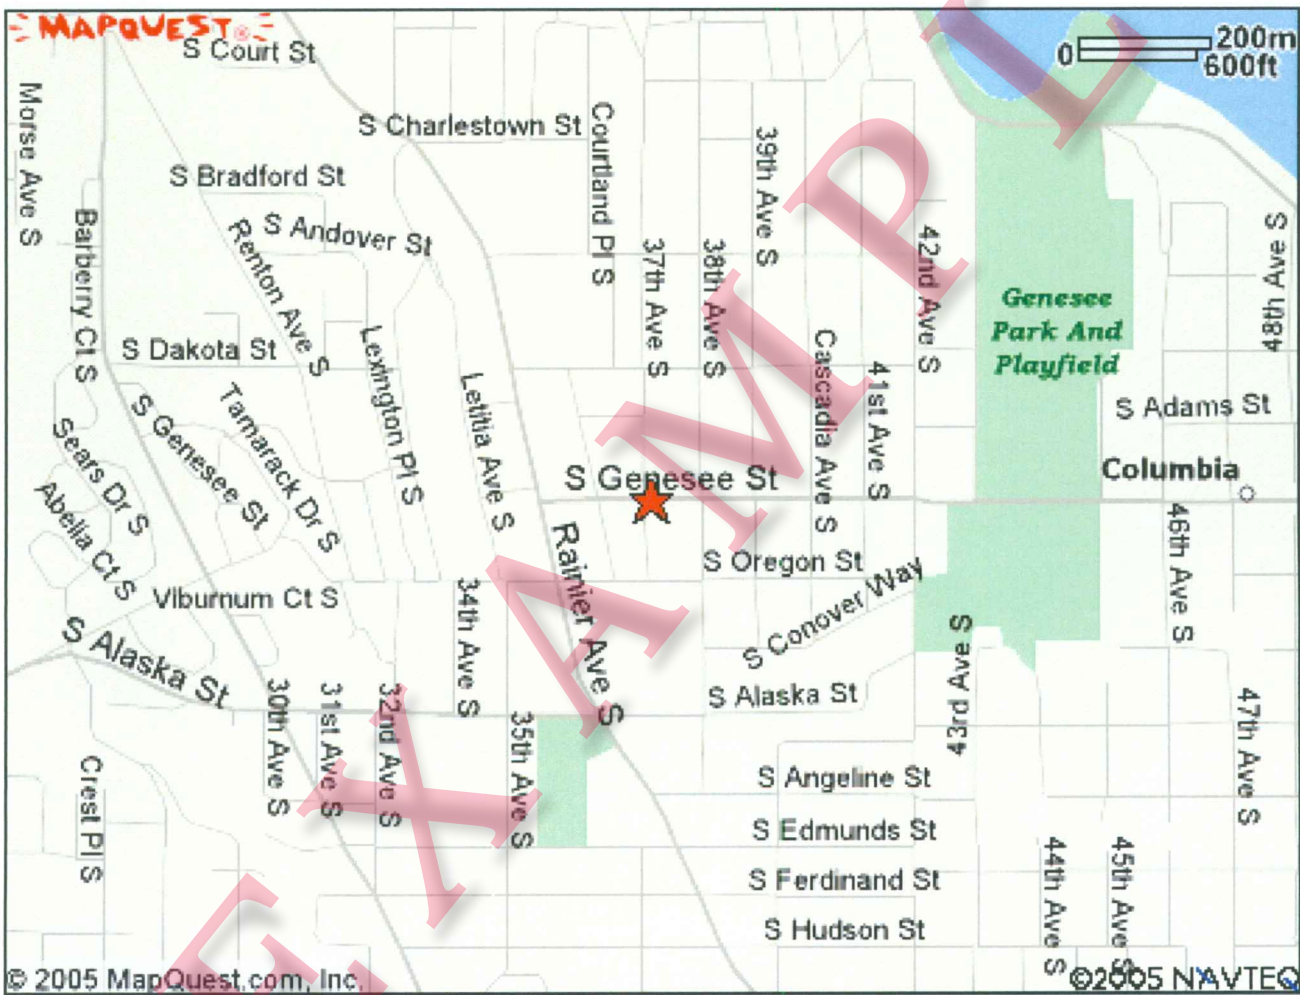 MAPQUEST
S Court St
0 200m
600ft
Morse Ave S
S Charlestown St
Courtland Pl S
39th Ave S
S Bradford St
Barberry Ct S
S Andover St
Renton Ave S
37th Ave S
38th Ave S
42nd Ave S
48th Ave S
Genesee
Park And
Playfield
S Dakota St
Lexington Pl S
Letitia Ave S
Cascadia Ave S
41st Ave S
S Adams St
S Genesee St
Tamarack Dr S
Sears Dr S
Abelia Ct S
S Genesee St
Columbia
46th Ave S
Rainier Ave S
S Oregon St
S Conover Way
Viburnum Ct S
34th Ave S
43rd Ave S
S Alaska St
S Alaska St
30th Ave S
31st Ave S
32nd Ave S
35th Ave S
47th Ave S
Crest Pl S
S Angeline St
S Edmunds St
S Ferdinand St
S Hudson St
44th Ave S
45th Ave S
EXAMPLE
© 2005 MapQuest.com, Inc.
©2005 NAVTEQ